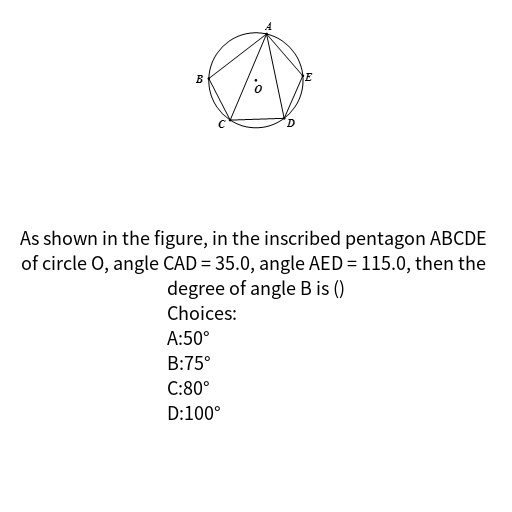 A
B
E
O
C
D
As shown in the figure, in the inscribed pentagon ABCDE
of circle O, angle CAD = 35.0, angle AED = 115.0, then the
degree of angle B is ()
Choices:
A:50°
B:75°
C:80°
D:100°